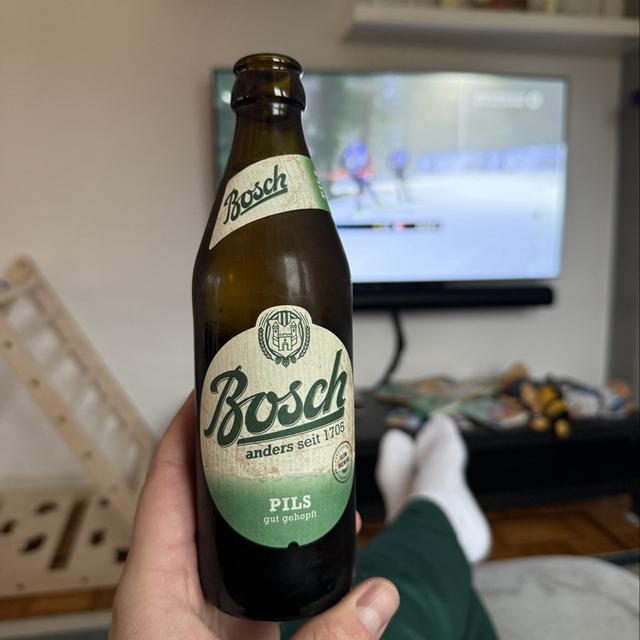 Bosch
Bosch
anders seit 1705
PILS
gut gehopft